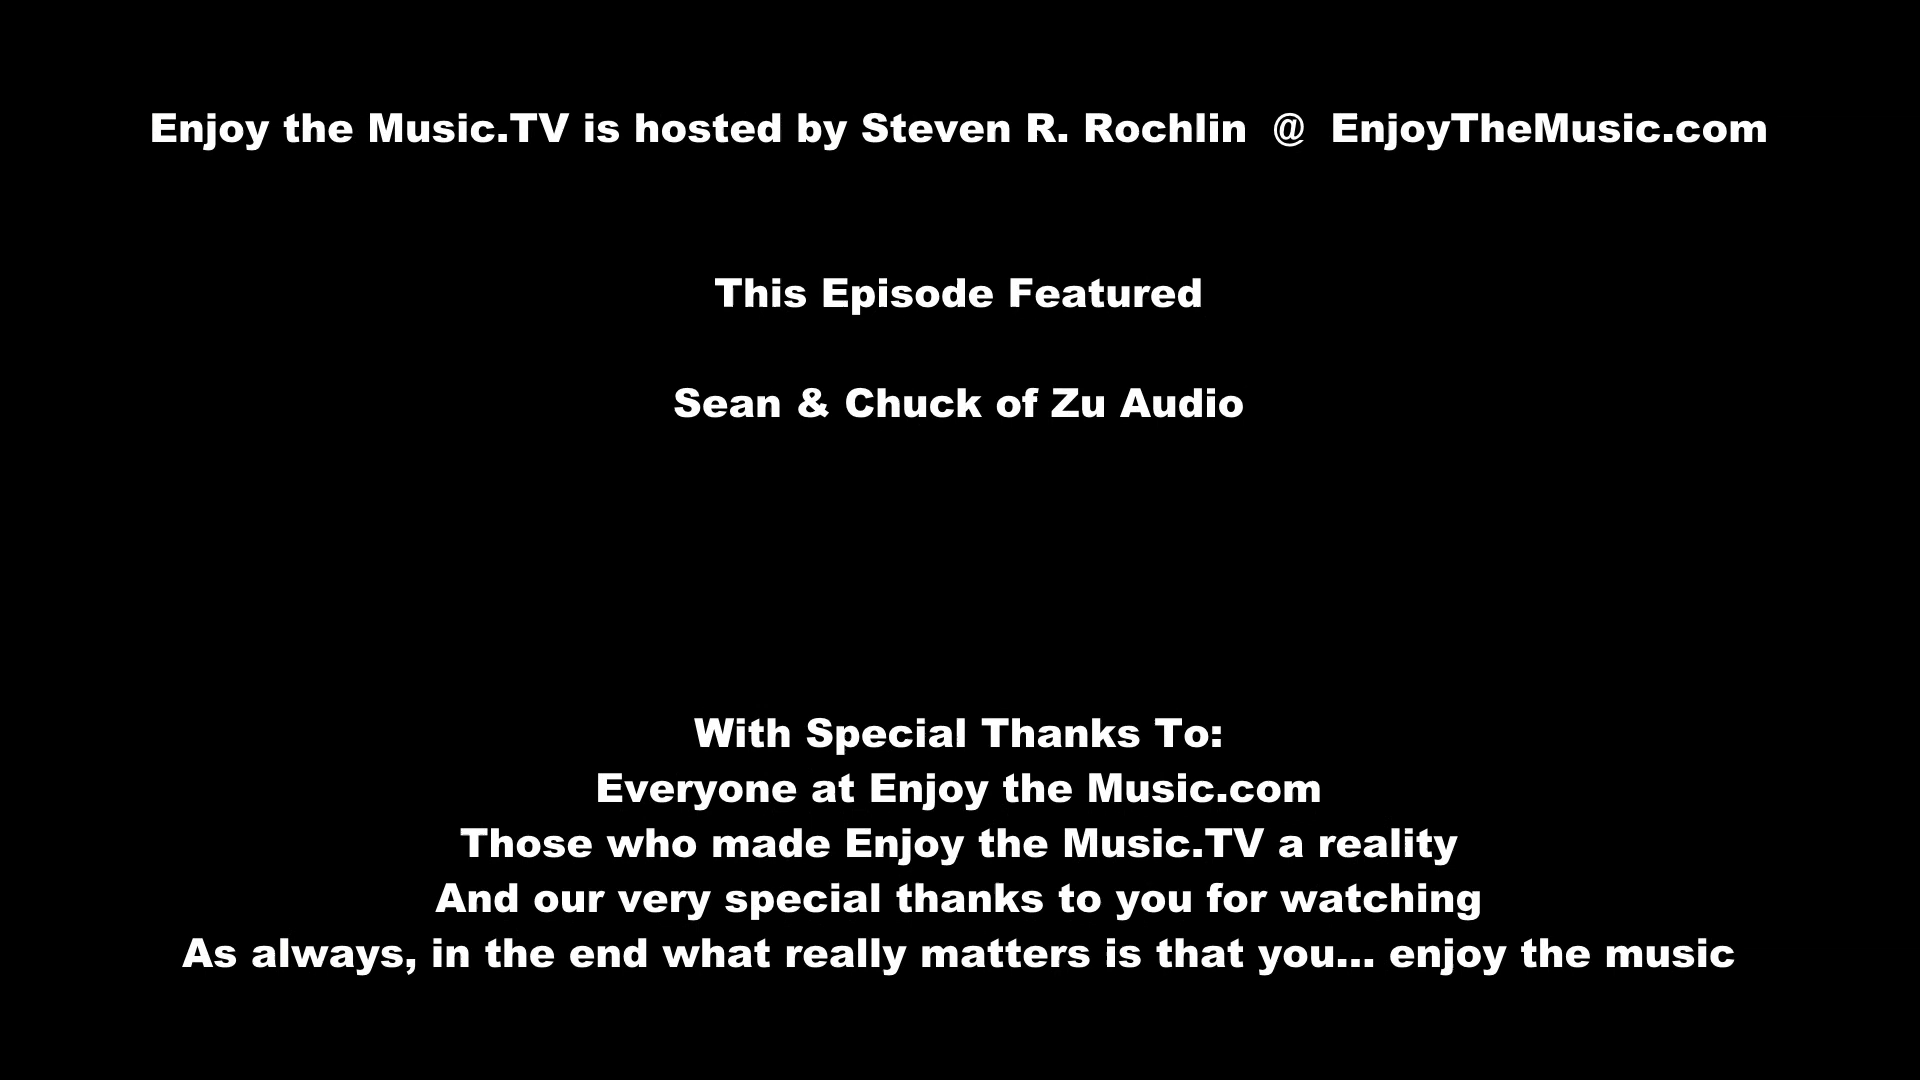 Enjoy the Music.TV is hosted by Steven R. Rochlin @ EnjoyTheMusic.com
This Episode Featured
Sean & Chuck of Zu Audio
With Special Thanks To:
Everyone at Enjoy the Music.com
Those who made Enjoy the Music.TV a reality
And our very special thanks to you for watching
As always, in the end what really matters is that you... enjoy the music